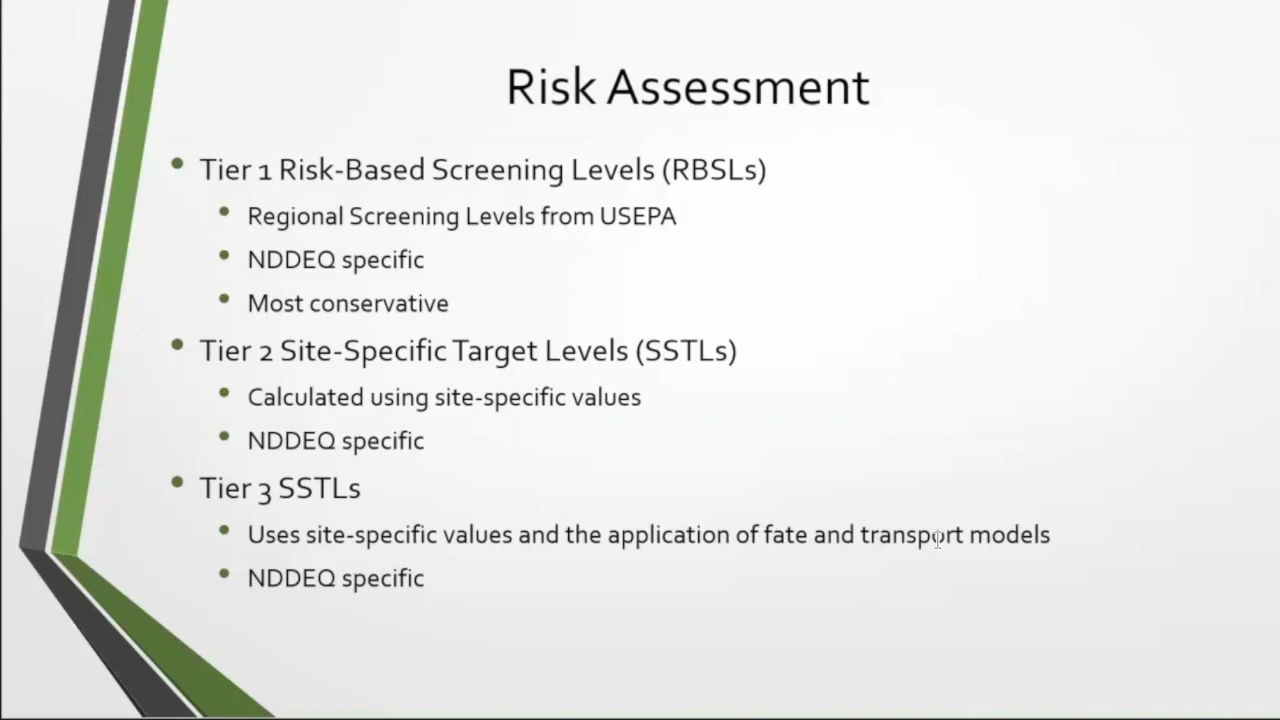 Risk Assessment
• Tier 1 Risk-Based Screening Levels (RBSLs)
• Regional Screening Levels from USEPA
• NDDEQ specific
• Most conservative
• Tier 2 Site-Specific Target Levels (SSTLs)
• Calculated using site-specific values
• NDDEQ specific
• Tier 3 SSTLs
• Uses site-specific values and the application of fate and transport models
• NDDEQ specific